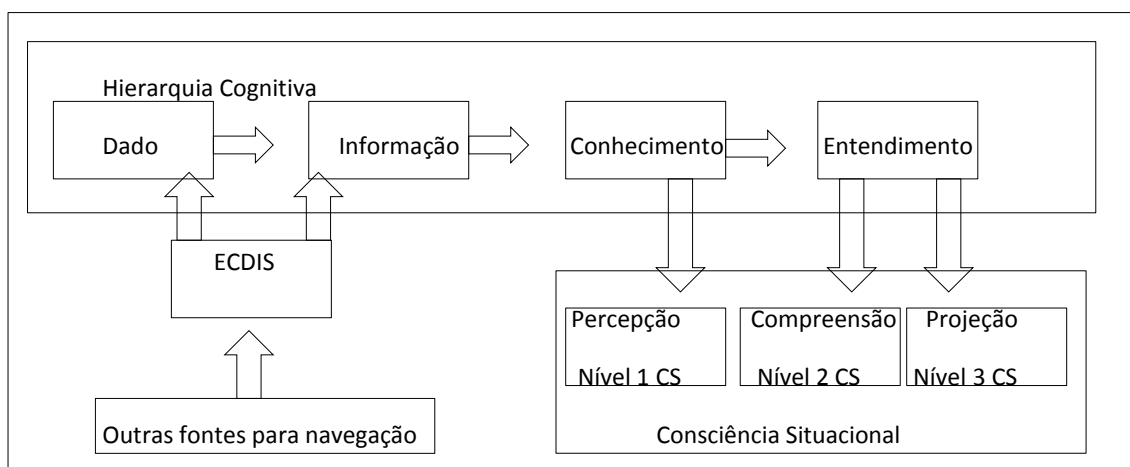 Hierarquia Cognitiva
Dado
Informação
Conhecimento
Entendimento
ECDIS
Percepção
Nível 1 CS
Compreensão
Nível 2 CS
Projeção
Nível 3 CS
Outras fontes para navegação
Consciência Situacional